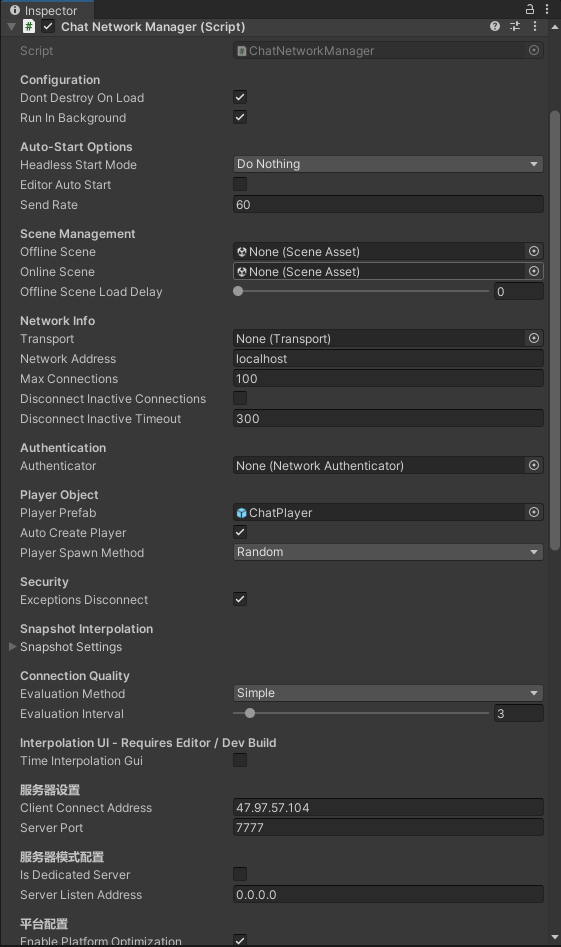 Inspector
# Chat Network Manager (Script)
Script ChatNetworkManager
Configuration
Dont Destroy On Load
Run In Background
Auto-Start Options
Headless Start Mode Do Nothing
Editor Auto Start
Send Rate 60
Scene Management
Offline Scene None (Scene Asset)
Online Scene None (Scene Asset)
Offline Scene Load Delay 0
Network Info
Transport None (Transport)
Network Address localhost
Max Connections 100
Disconnect Inactive Connections
Disconnect Inactive Timeout 300
Authentication
Authenticator None (Network Authenticator)
Player Object
Player Prefab ChatPlayer
Auto Create Player
Player Spawn Method Random
Security
Exceptions Disconnect
Snapshot Interpolation
Snapshot Settings
Connection Quality
Evaluation Method Simple
Evaluation Interval 3
Interpolation UI - Requires Editor / Dev Build
Time Interpolation Gui
服务器设置
Client Connect Address 47.97.57.104
Server Port 7777
服务器模式配置
Is Dedicated Server
Server Listen Address 0.0.0.0
平台配置
Enable Platform Optimization